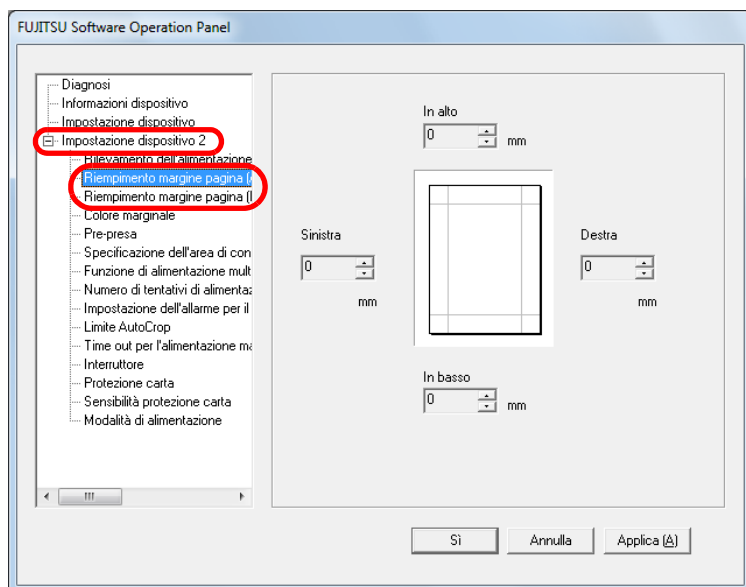 FUJITSU Software Operation Panel
Diagnosi
Informazioni dispositivo
Impostazione dispositivo
Impostazione dispositivo 2
Rilevamento dell'alimentazione
Riempimento margine pagina (A
Riempimento margine pagina (I
Colore marginale
Pre-presa
Specificazione dell'area di con
Funzione di alimentazione mult
Numero di tentativi di alimentaz
Impostazione dell'allarme per il
Limite AutoCrop
Time out per l'alimentazione ma
Interruttore
Protezione carta
Sensibilità protezione carta
Modalità di alimentazione
In alto
0 mm
Sinistra
0
mm
Destra
0
mm
In basso
0 mm
Sì
Annulla
Applica (A)